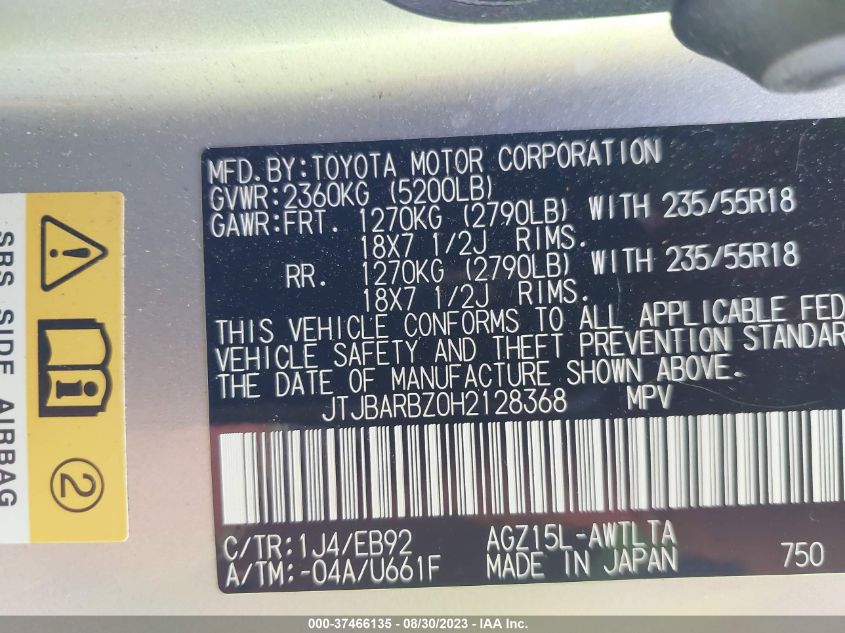 MFD.BY:TOYOTA MOTOR CORPORATION
GVWR:2360KG (5200LB)
GAWR:FRT. 1270KG (2790LB) WITH 235/55R18
18X7 1/2J RIMS.
RR. 1270KG (2790LB) WITH 235/55R18
18X7 1/2J RIMS.
THIS VEHICLE CONFORMS TO ALL APPLICABLE FED
VEHICLE SAFETY AND THEFT PREVENTION STANDAR
THE DATE OF MANUFACTURE SHOWN ABOVE.
JTJBARBZ0H2128368 MPV
C/TR:1J4/EB92 AGZ15L-AWTLTA
A/TM:-04A/U661F MADE IN JAPAN 750
SRS SIDE AIRBAG
2
000-37466135 - 08/30/2023 - IAA Inc.